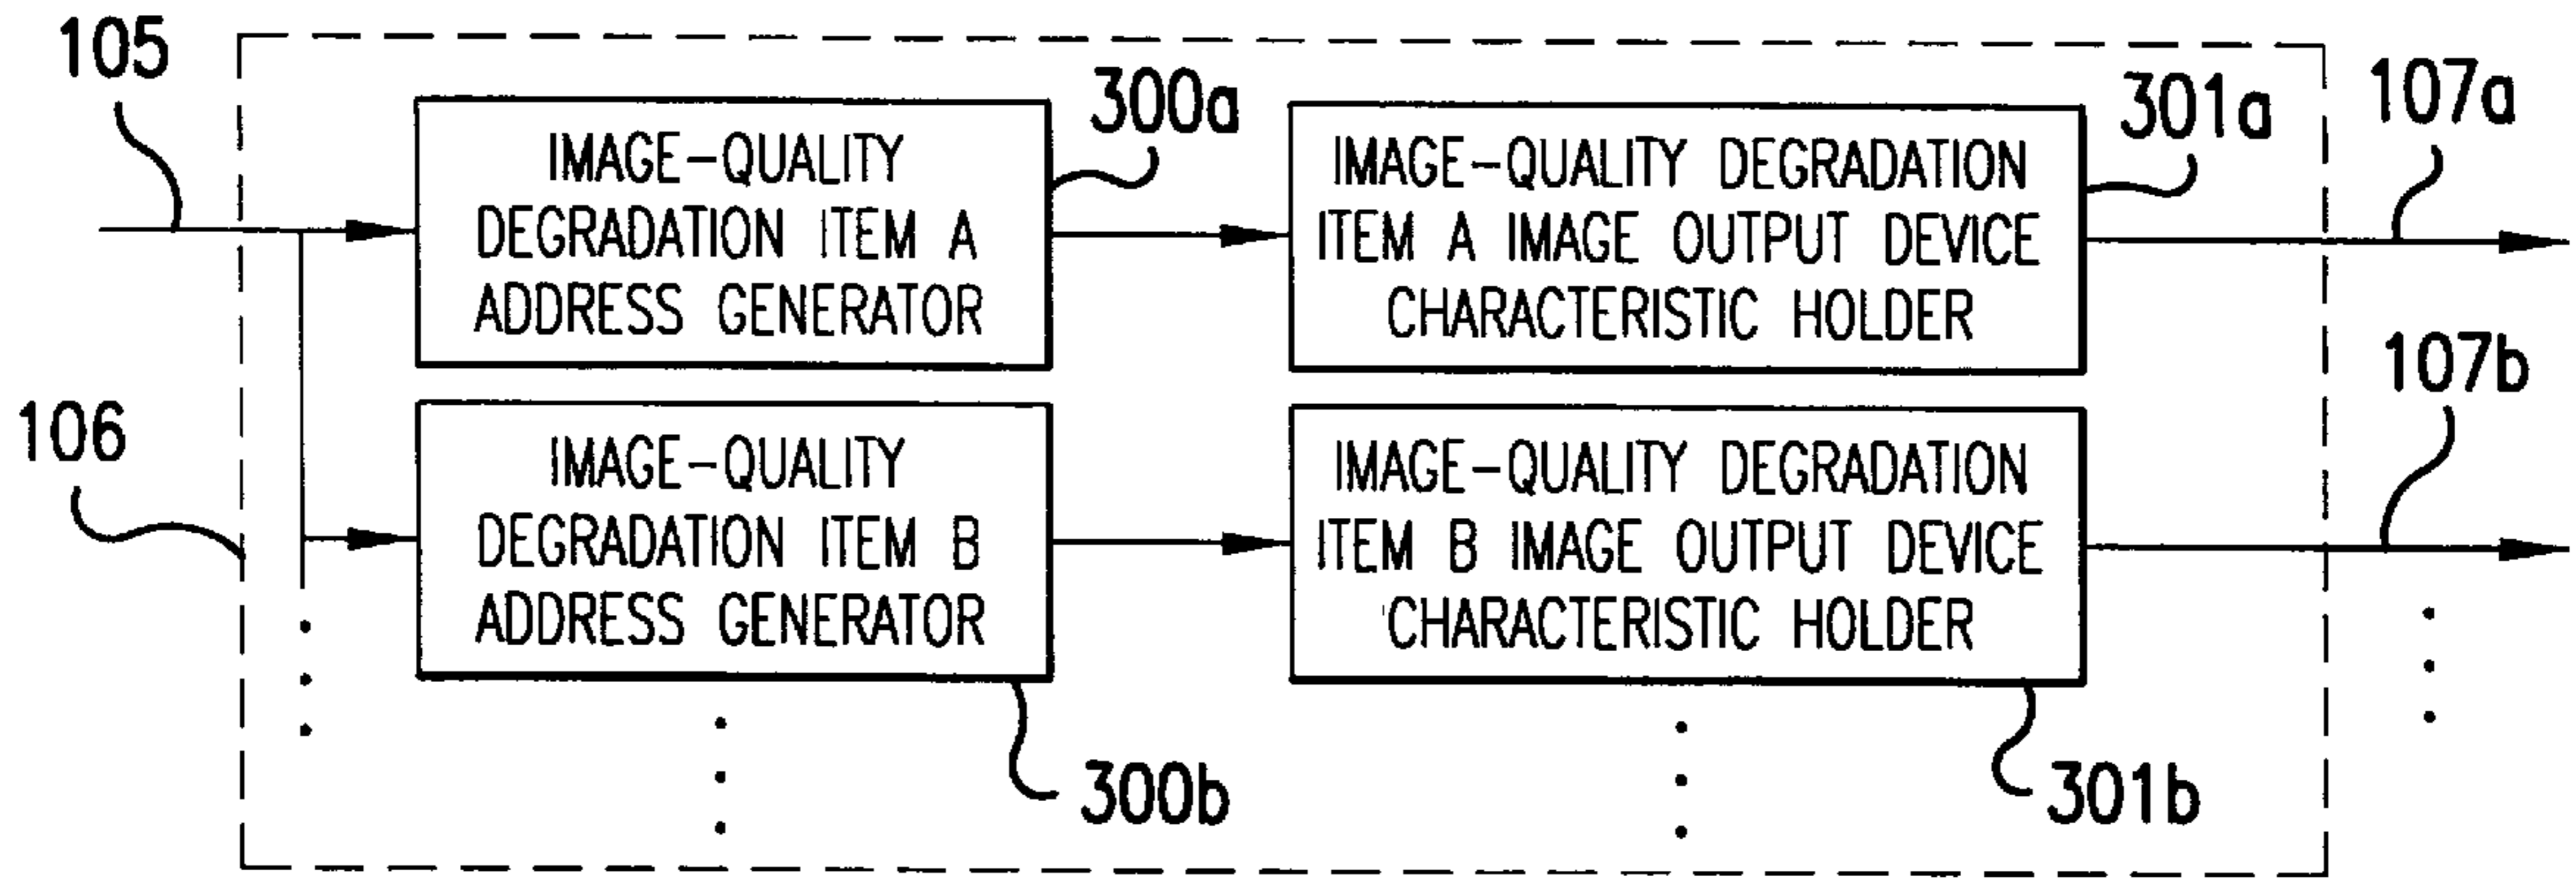 105
300a
301a
107a
IMAGE-QUALITY
DEGRADATION ITEM A
ADDRESS GENERATOR
IMAGE-QUALITY DEGRADATION
ITEM A IMAGE OUTPUT DEVICE
CHARACTERISTIC HOLDER
106
107b
IMAGE-QUALITY
DEGRADATION ITEM B
ADDRESS GENERATOR
IMAGE-QUALITY DEGRADATION
ITEM B IMAGE OUTPUT DEVICE
CHARACTERISTIC HOLDER
300b
301b